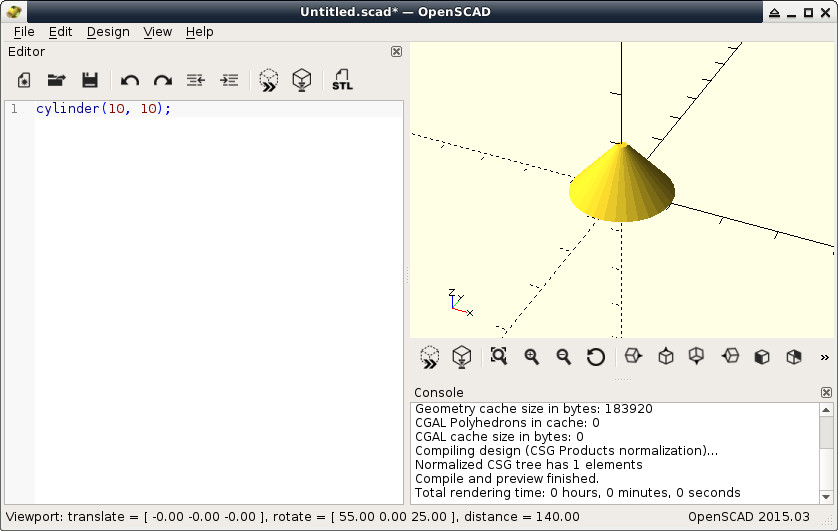 Untitled.scad* — OpenSCAD
File Edit Design View Help
Editor
STL
1 cylinder(10, 10);
Z
Y
X
Console
Geometry cache size in bytes: 183920
CGAL Polyhedrons in cache: 0
CGAL cache size in bytes: 0
Compiling design (CSG Products normalization)...
Normalized CSG tree has 1 elements
Compile and preview finished.
Total rendering time: 0 hours, 0 minutes, 0 seconds
Viewport: translate = [ -0.00 -0.00 -0.00 ], rotate = [ 55.00 0.00 25.00 ], distance = 140.00 OpenSCAD 2015.03